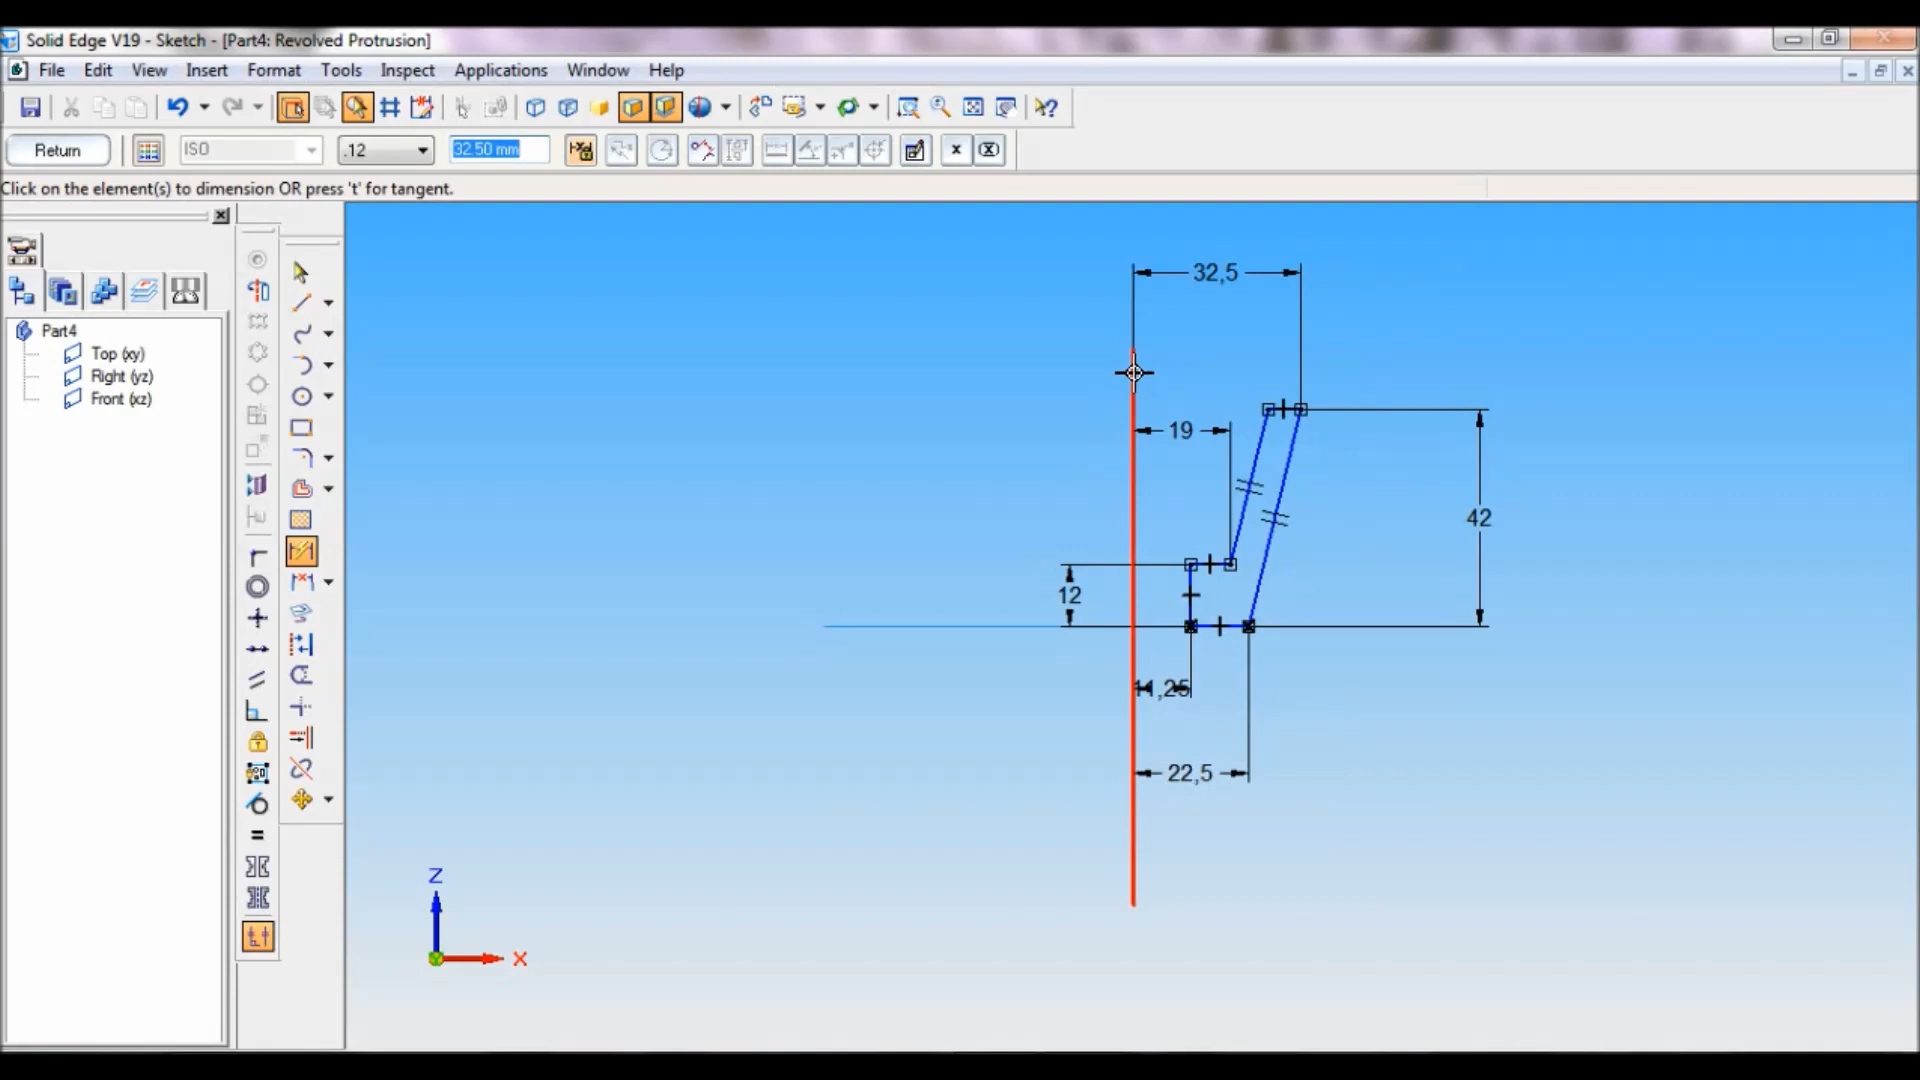 Solid Edge V19 - Sketch - [Part4: Revolved Protrusion]
File Edit View Insert Format Tools Inspect Applications Window Help
Return ISO .12 32.50 mm
Click on the element(s) to dimension OR press 't' for tangent.
Part4
Top (xy)
Right (yz)
Front (xz)
32,5
19
42
12
11,25
22,5
Z
X